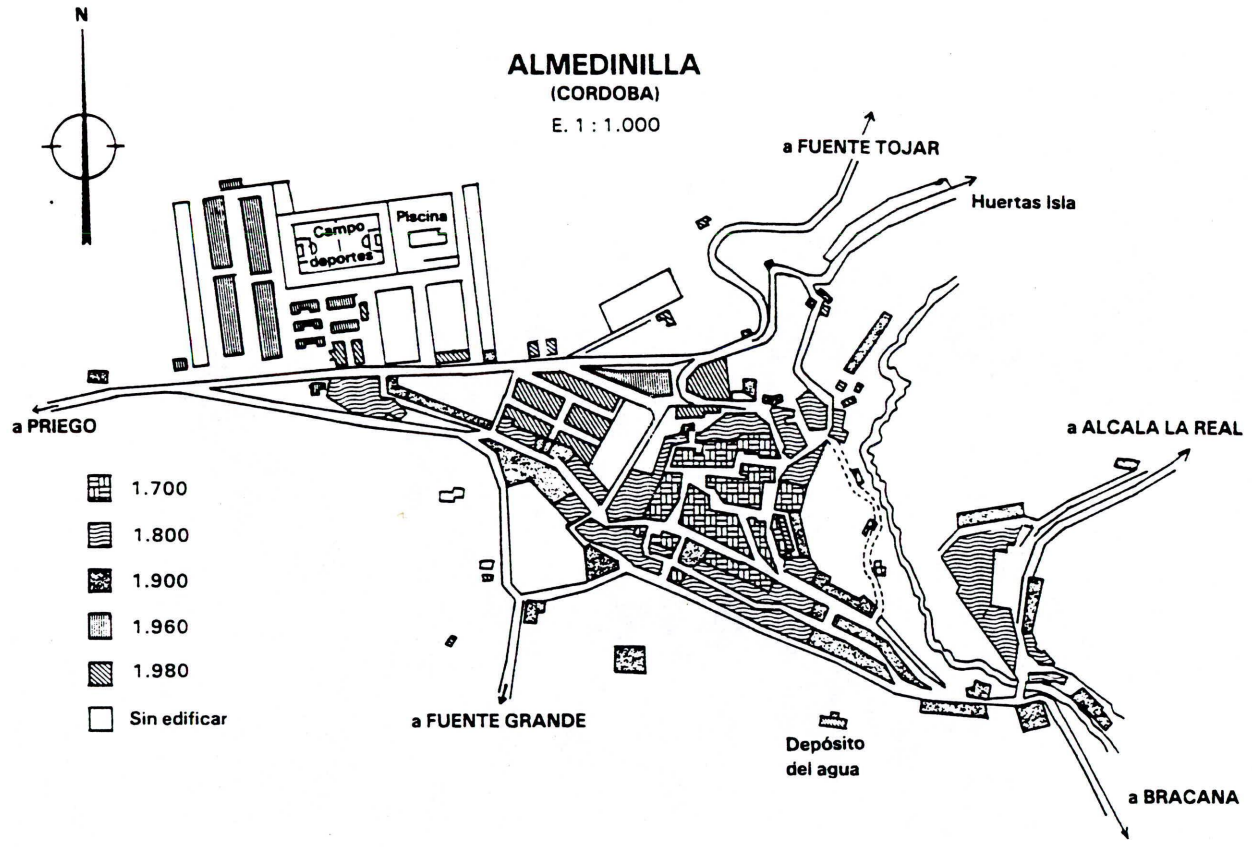 N
ALMEDINILLA
(CORDOBA)
E. 1 : 1.000
a FUENTE TOJAR
Huertas Isla
Piscina
Campo
deportes
a PRIEGO
a ALCALA LA REAL
1.700
1.800
1.900
1.960
1.980
Sin edificar
a FUENTE GRANDE
Depósito
del agua
a BRACANA